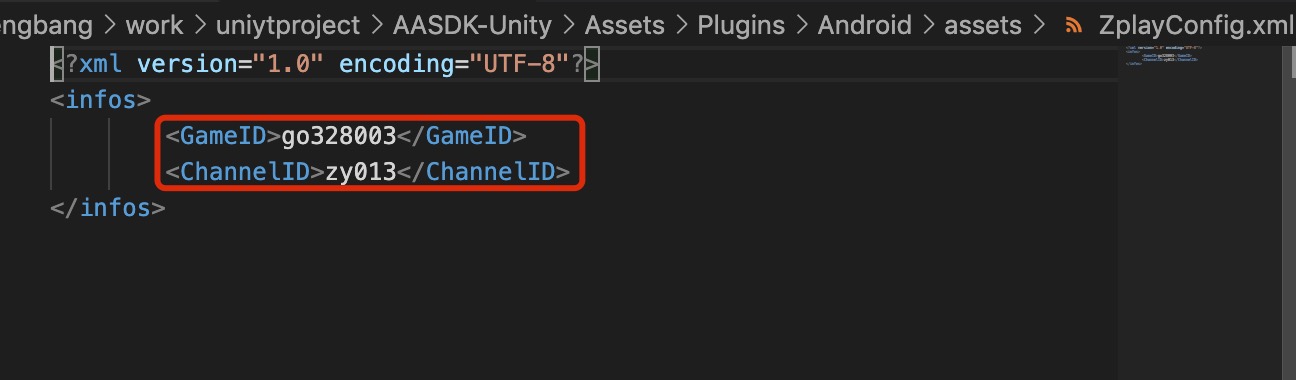 engbang > work > uniytproject > AASDK-Unity > Assets > Plugins > Android > assets > ZplayConfig.xml
<?xml version="1.0" encoding="UTF-8"?>
<infos>
<GameID>go328003</GameID>
<ChannelID>zy013</ChannelID>
</infos>